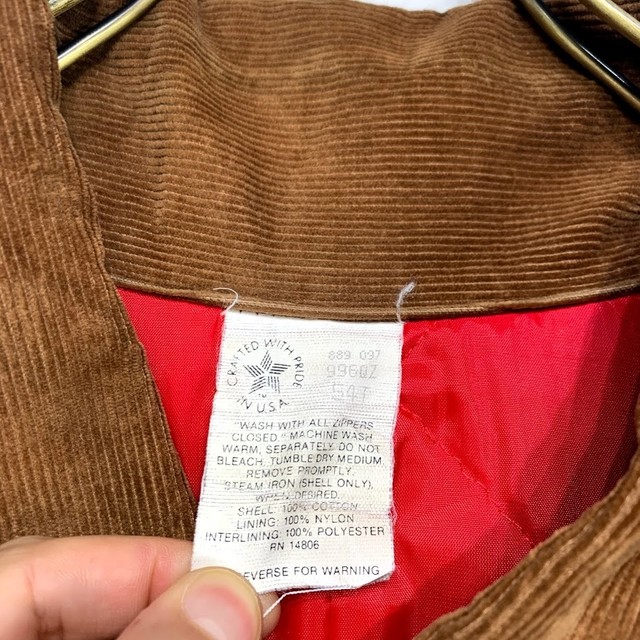 CRAFTED WITH PRIDE
TM
IN U.S.A.
889 097
9960Z
54T
"WASH WITH ALL ZIPPERS
CLOSED." MACHINE WASH
WARM, SEPARATELY. DO NOT
BLEACH. TUMBLE DRY MEDIUM,
REMOVE PROMPTLY.
STEAM IRON (SHELL ONLY),
WHEN DESIRED.
SHELL: 100% COTTON
LINING: 100% NYLON
INTERLINING: 100% POLYESTER
RN 14806
EVERSE FOR WARNING